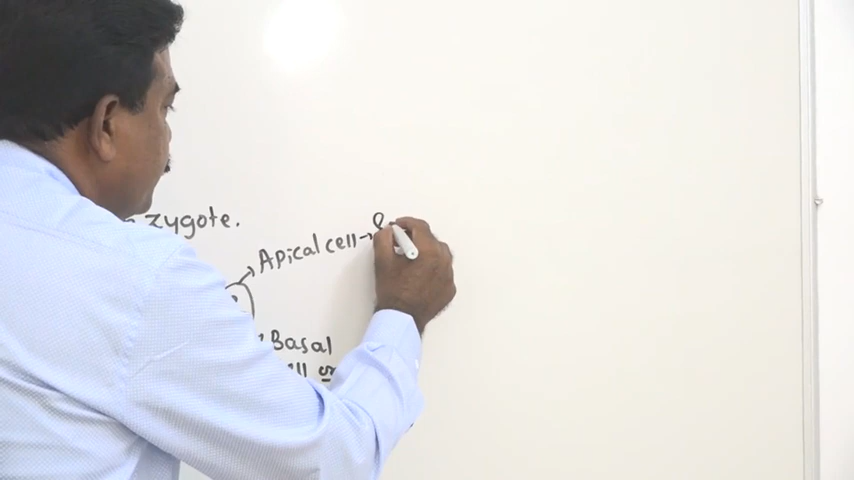 zygote.
Apical cell →
Basal